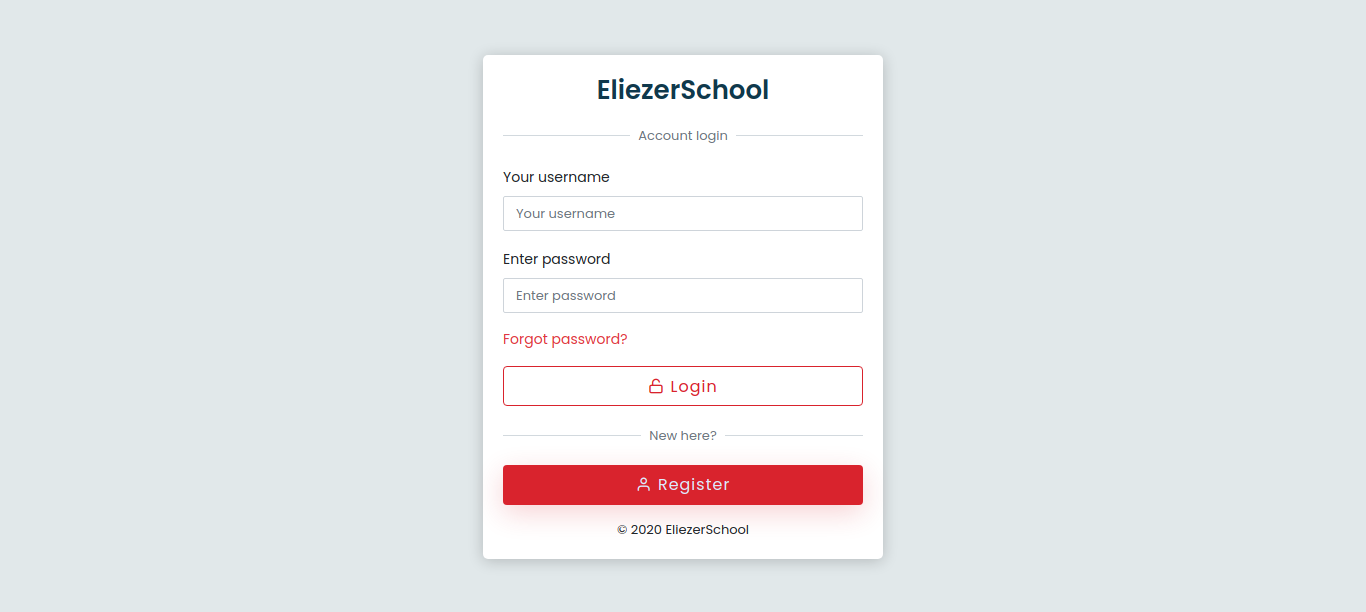 EliezerSchool
Account login
Your username
Your username
Enter password
Enter password
Forgot password?
Login
New here?
Register
© 2020 EliezerSchool